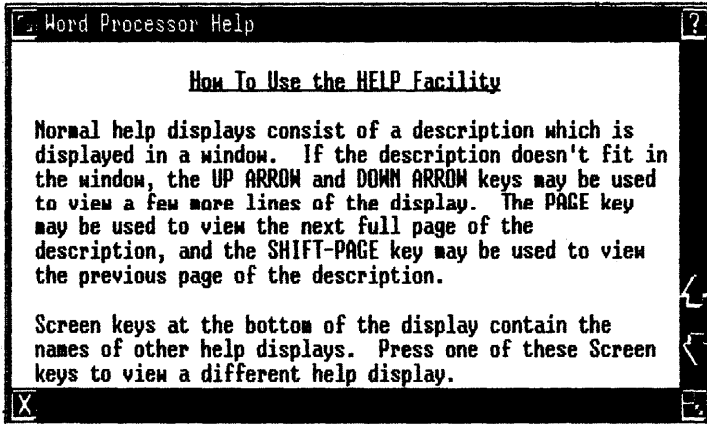 Word Processor Help
?
How To Use the HELP Facility
Normal help displays consist of a description which is
displayed in a window.  If the description doesn't fit in
the window, the UP ARROW and DOWN ARROW keys may be used
to view a few more lines of the display.  The PAGE key
may be used to view the next full page of the
description, and the SHIFT-PAGE key may be used to view
the previous page of the description.
Screen keys at the bottom of the display contain the
names of other help displays.  Press one of these Screen
keys to view a different help display.
X